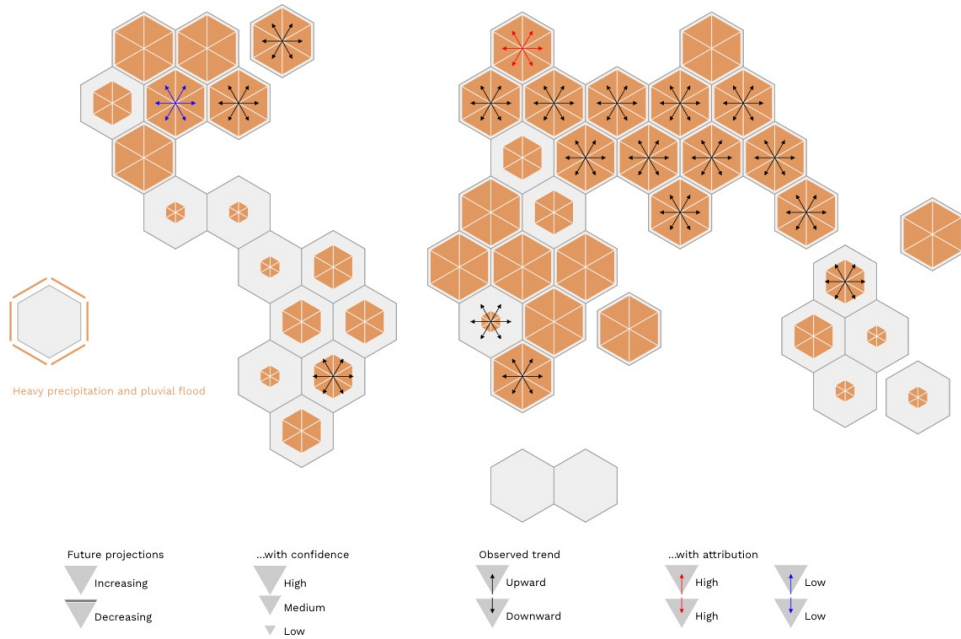 Heavy precipitation and pluvial flood
Future projections
Increasing
Decreasing
...with confidence
High
Medium
Low
Observed trend
Upward
Downward
...with attribution
High
High
Low
Low